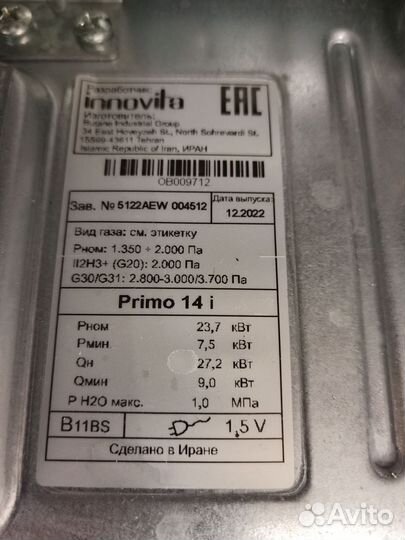 Разработчик:
innovita
EAC
Изготовитель:
Butane Industrial Group
34 East Hoveyzeh St., North Sohrevardi St.
15599-43611 Tehran
Islamic Republic of Iran, ИРАН
OB009712
Зав. № 5122AEW 004512
Дата выпуска:
12.2022
Вид газа: см. этикетку
Pном: 1.350 ÷ 2.000 Па
II2H3+ (G20): 2.000 Па
G30/G31: 2.800-3.000/3.700 Па
Primo 14 i
Pном 23,7 кВт
Pмин 7,5 кВт
Qн 27,2 кВт
Qмин 9,0 кВт
P H2O макс. 1,0 МПа
B11BS 1,5 V
Сделано в Иране
Avito